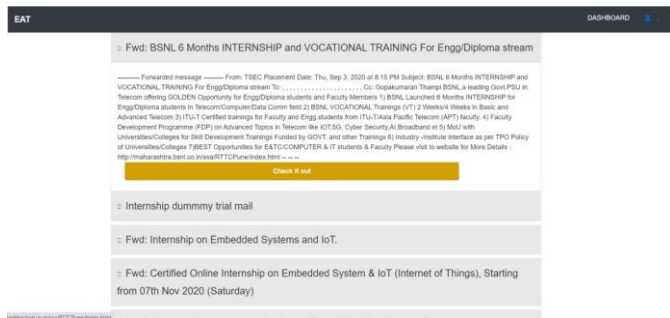 EAT
DASHBOARD
Fwd: BSNL 6 Months INTERNSHIP and VOCATIONAL TRAINING For Engg/Diploma stream
---------- Forwarded message ---------- From: TSEC Placement Date: Thu, Sep 3, 2020 at 8:15 PM Subject: BSNL 6 Months INTERNSHIP and
VOCATIONAL TRAINING For Engg/Diploma stream To: Cc: Gopakumaran Thampi BSNL,a leading Govt.PSU in
Telecom offering GOLDEN Opportunity for Engg/Diploma students and Faculty Members 1) BSNL Launched 6 Months INTERNSHIP for
Engg/Diploma students in Telecom/Computer/Data Comm field 2) BSNL VOCATIONAL Trainings (VT) 2 Weeks/4 Weeks in Basic and
Advanced Telecom 3) ITU-T Certified trainings for Faculty and Engg.students from ITU-T/Asia Pacific Telecom (APT) faculty. 4) Faculty
Development Programme (FDP) on Advanced Topics in Telecom like IOT,5G, Cyber Security,AI,Broadband et 5) MoU with
Universities/Colleges for Skill Development Trainings Funded by GOVT. and other Trainings 6) Industry -Institute Interface as per TPO Policy
of Universities/Colleges 7)BEST Opportunities for E&TC/COMPUTER & IT students & Faculty Please visit to website for More Details :
http://maharashtra.bsnl.co.in/ssa/RTTCPune/index.html -- -- --
Check it out
Internship dummmy trial mail
Fwd: Internship on Embedded Systems and IoT.
Fwd: Certified Online Internship on Embedded System & IoT (Internet of Things), Starting
from 07th Nov 2020 (Saturday)